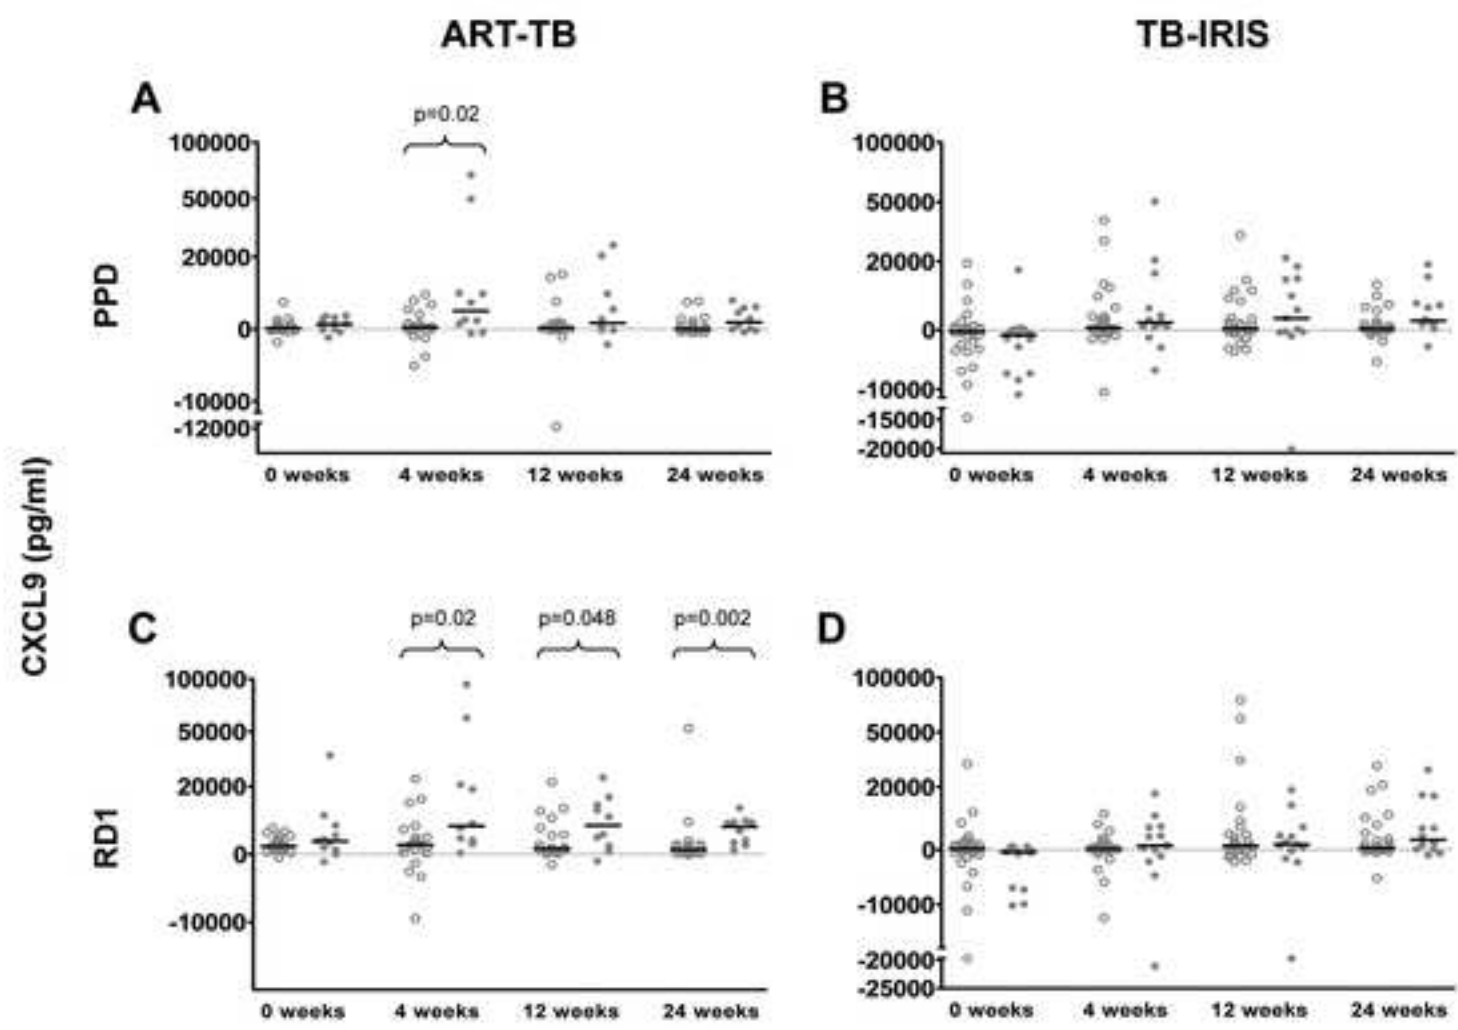 ART-TB
TB-IRIS
A
p=0.02
100000
50000
20000
0
-10000
-12000
0 weeks
4 weeks
12 weeks
24 weeks
PPD
B
100000
50000
20000
0
-10000
-15000
-20000
0 weeks
4 weeks
12 weeks
24 weeks
CXCL9 (pg/ml)
C
p=0.02
p=0.048
p=0.002
100000
50000
20000
0
-10000
0 weeks
4 weeks
12 weeks
24 weeks
RD1
D
100000
50000
20000
0
-10000
-20000
-25000
0 weeks
4 weeks
12 weeks
24 weeks